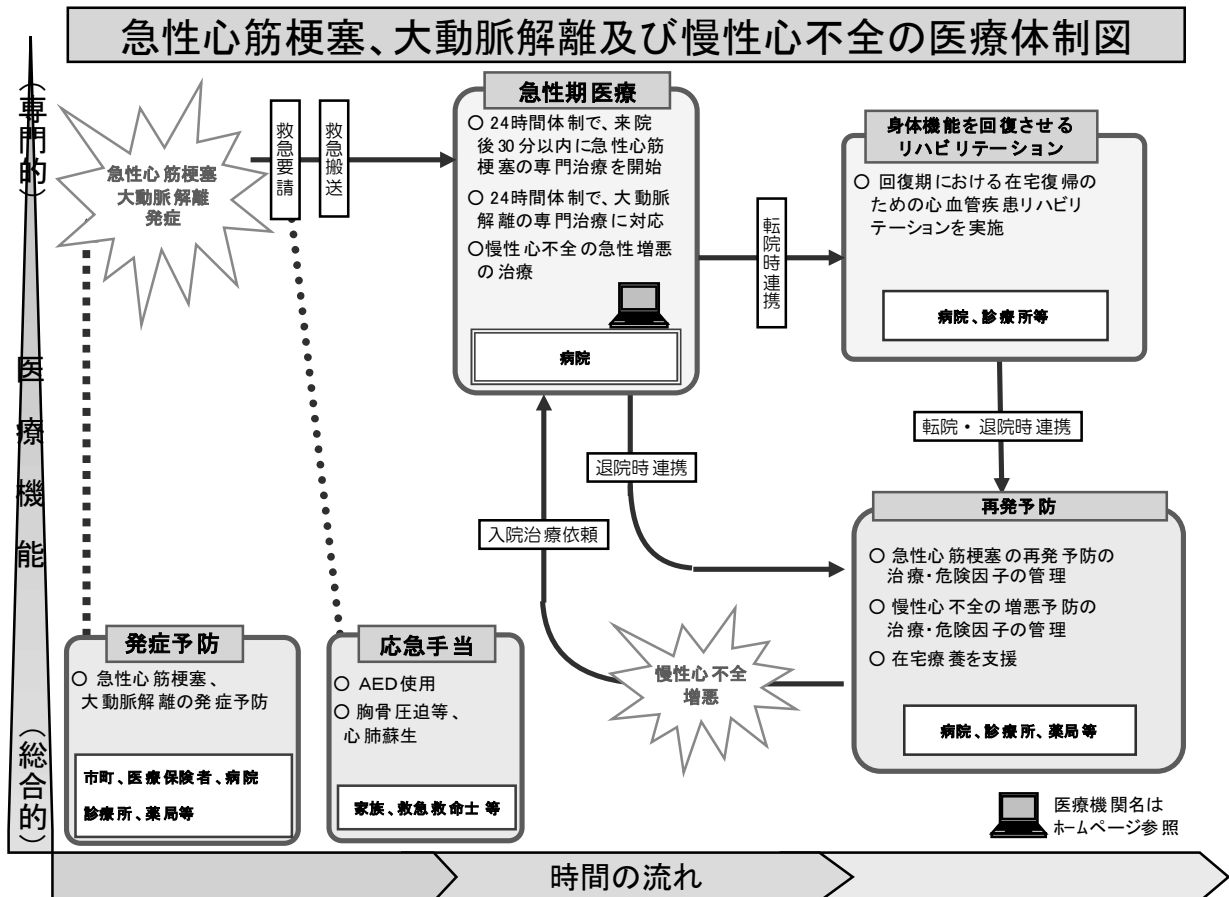 急性心筋梗塞、大動脈解離及び慢性心不全の医療体制図
（専門的）
医療機能
（総合的）
急性心筋梗塞
大動脈解離
発症
救急要請
救急搬送
急性期医療
○ 24時間体制で、来院
後30分以内に急性心筋
梗塞の専門治療を開始
○ 24時間体制で、大動脈
解離の専門治療に対応
○慢性心不全の急性増悪
の治療
病院
転院時連携
身体機能を回復させる
リハビリテーション
○ 回復期における在宅復帰の
ための心血管疾患リハビリ
テーションを実施
病院、診療所等
転院・退院時連携
退院時連携
入院治療依頼
再発予防
○ 急性心筋梗塞の再発予防の
治療・危険因子の管理
○ 慢性心不全の増悪予防の
治療・危険因子の管理
○ 在宅療養を支援
病院、診療所、薬局等
慢性心不全
増悪
発症予防
○ 急性心筋梗塞、
大動脈解離の発症予防
市町、医療保険者、病院
診療所、薬局等
応急手当
○ AED使用
○ 胸骨圧迫等、
心肺蘇生
家族、救急救命士等
医療機関名は
ホームページ参照
時間の流れ